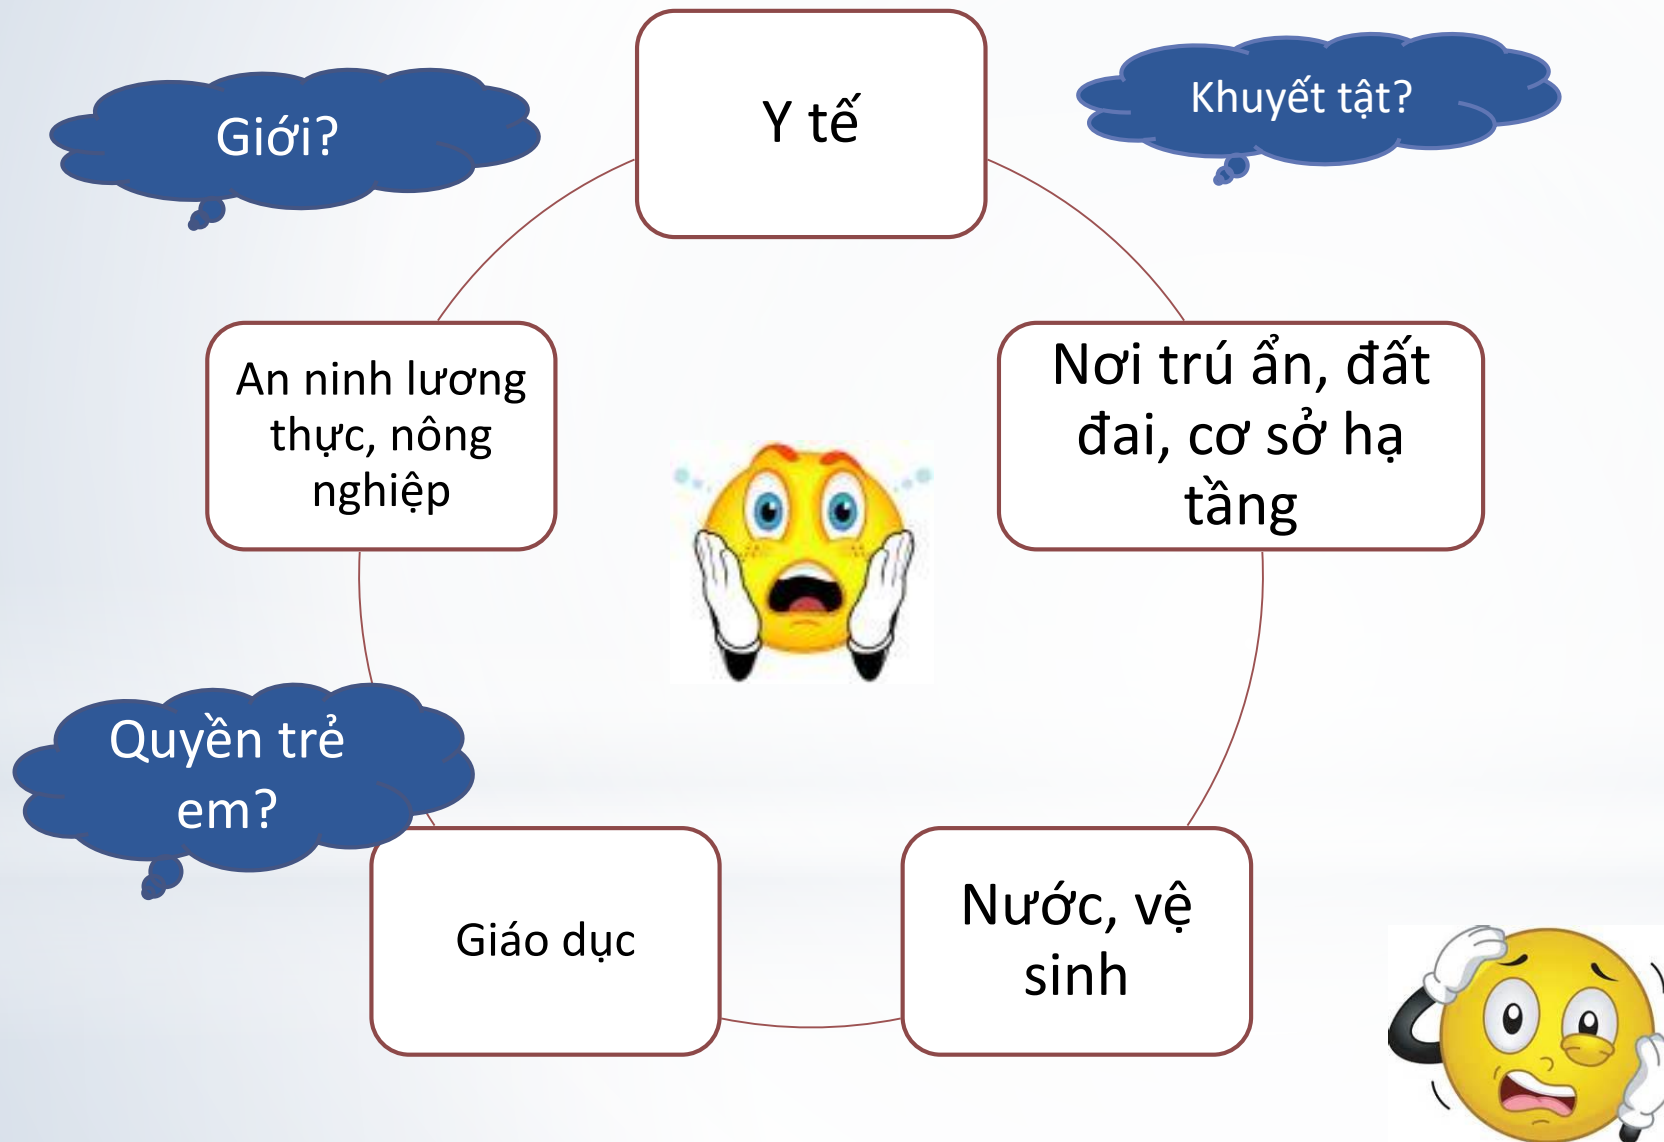 Y tế
Khuyết tật?
Giới?
Nơi trú ẩn, đất
đai, cơ sở hạ
tầng
An ninh lương
thực, nông
nghiệp
Quyền trẻ
em?
Nước, vệ
sinh
Giáo dục